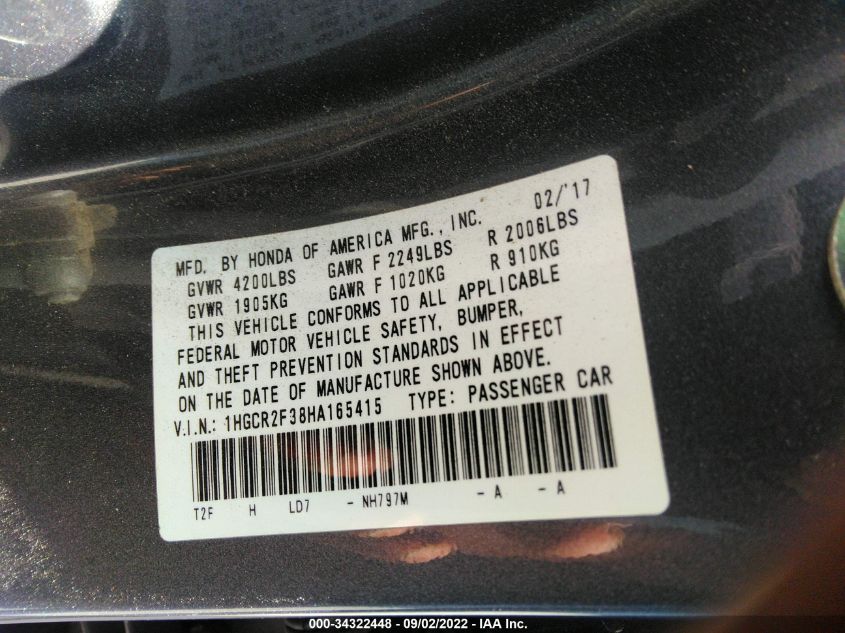 MFD. BY HONDA OF AMERICA MFG., INC. 02/'17
GVWR 4200LBS GAWR F 2249LBS R 2006LBS
GVWR 1905KG GAWR F 1020KG R 910KG
THIS VEHICLE CONFORMS TO ALL APPLICABLE
FEDERAL MOTOR VEHICLE SAFETY, BUMPER,
AND THEFT PREVENTION STANDARDS IN EFFECT
ON THE DATE OF MANUFACTURE SHOWN ABOVE.
V.I.N.: 1HGCR2F38HA165415 TYPE: PASSENGER CAR
T2F H LD7 - NH797M - A - A
000-34322448 - 09/02/2022 - IAA Inc.